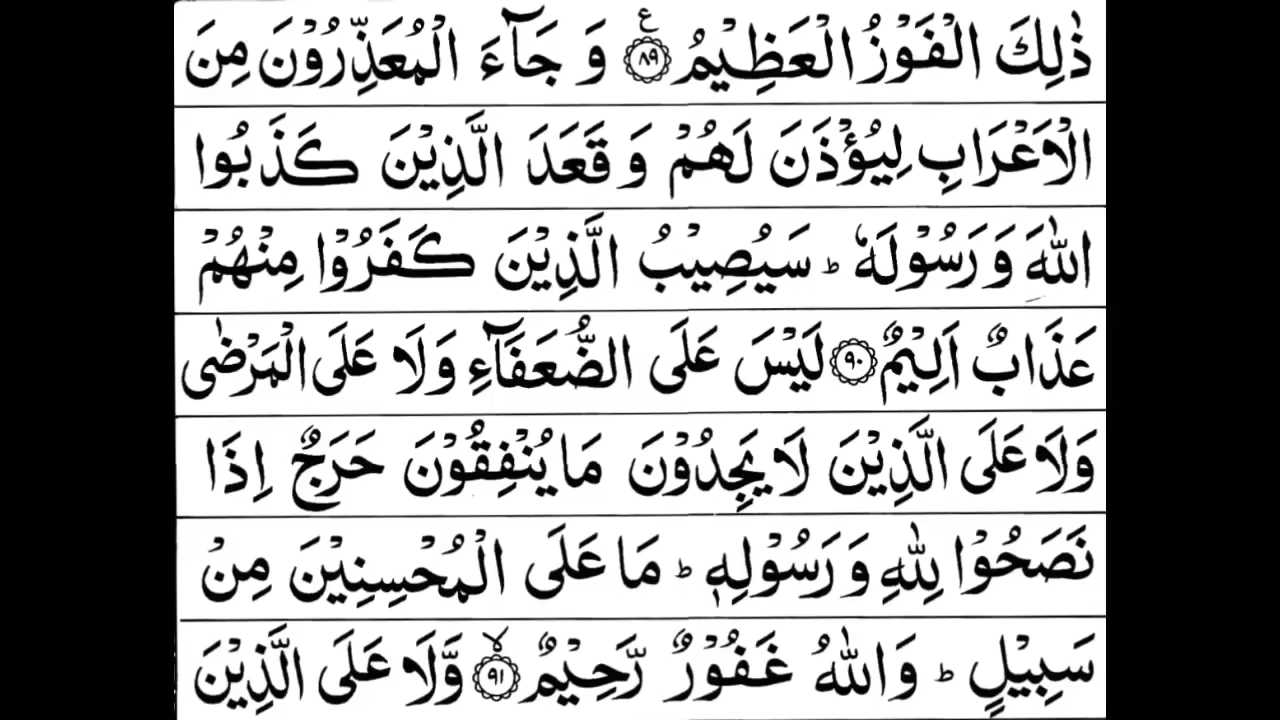 ذٰلِكَ الْفَوْزُ الْعَظِيْمُ ﴿۸۹﴾ ع وَ جَآءَ الْمُعَذِّرُوْنَ مِنَ
الْاَعْرَابِ لِيُؤْذَنَ لَهُمْ وَ قَعَدَ الَّذِيْنَ كَذَبُوا
اللّٰهَ وَ رَسُوْلَهٗ ؕ سَيُصِيْبُ الَّذِيْنَ كَفَرُوْا مِنْهُمْ
عَذَابٌ اَلِيْمٌ ﴿۹۰﴾ لَيْسَ عَلَى الضُّعَفَآءِ وَلَا عَلَى الْمَرْضٰى
وَلَا عَلَى الَّذِيْنَ لَا يَجِدُوْنَ مَا يُنْفِقُوْنَ حَرَجٌ اِذَا
نَصَحُوْا لِلّٰهِ وَ رَسُوْلِهٖ ؕ مَا عَلَى الْمُحْسِنِيْنَ مِنْ
سَبِيْلٍ ؕ وَاللّٰهُ غَفُوْرٌ رَّحِيْمٌ ﴿۹۱﴾ ۙ وَّلَا عَلَى الَّذِيْنَ